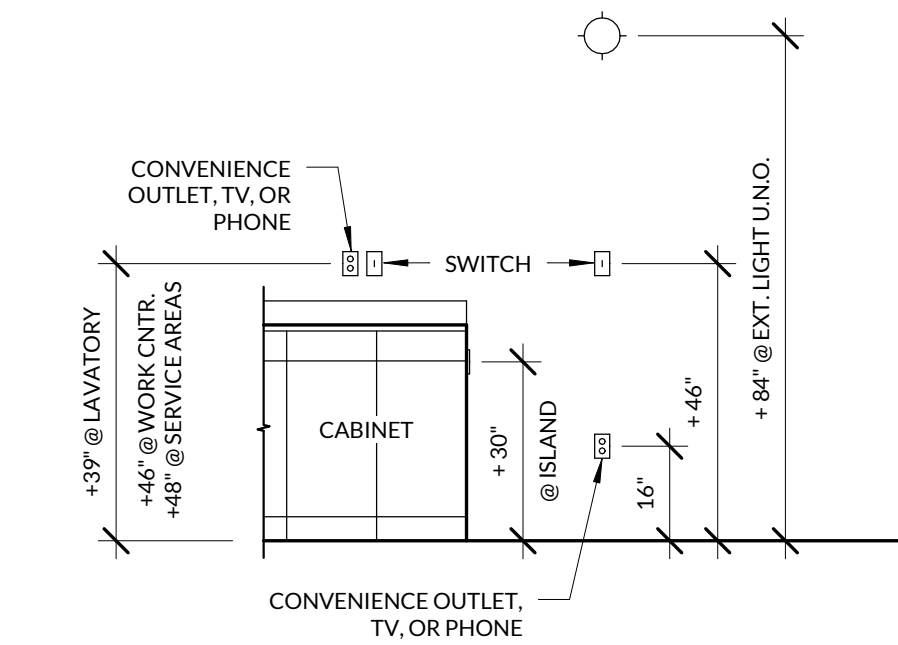 CONVENIENCE
OUTLET, TV, OR
PHONE
SWITCH
+39" @ LAVATORY
+46" @ WORK CNTR.
+48" @ SERVICE AREAS
CABINET
+ 30"
@ ISLAND
16"
+ 46"
+ 84" @ EXT. LIGHT U.N.O.
CONVENIENCE OUTLET,
TV, OR PHONE